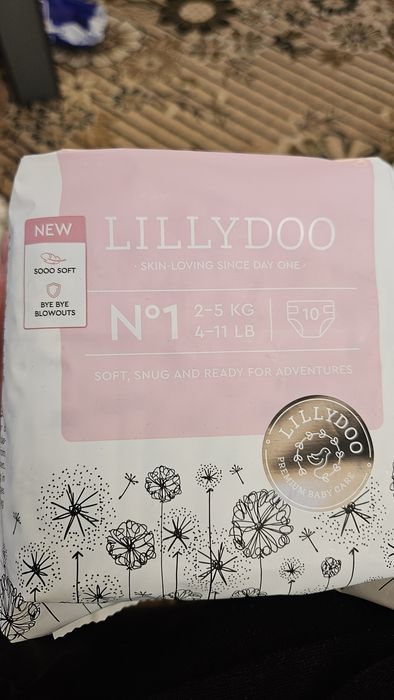 NEW
SOOO SOFT
BYE BYE
BLOWOUTS
LILLYDOO
· SKIN-LOVING SINCE DAY ONE ·
Nº1
2–5 KG
4–11 LB
10
SOFT, SNUG AND READY FOR ADVENTURES
LILLYDOO
PREMIUM BABY CARE